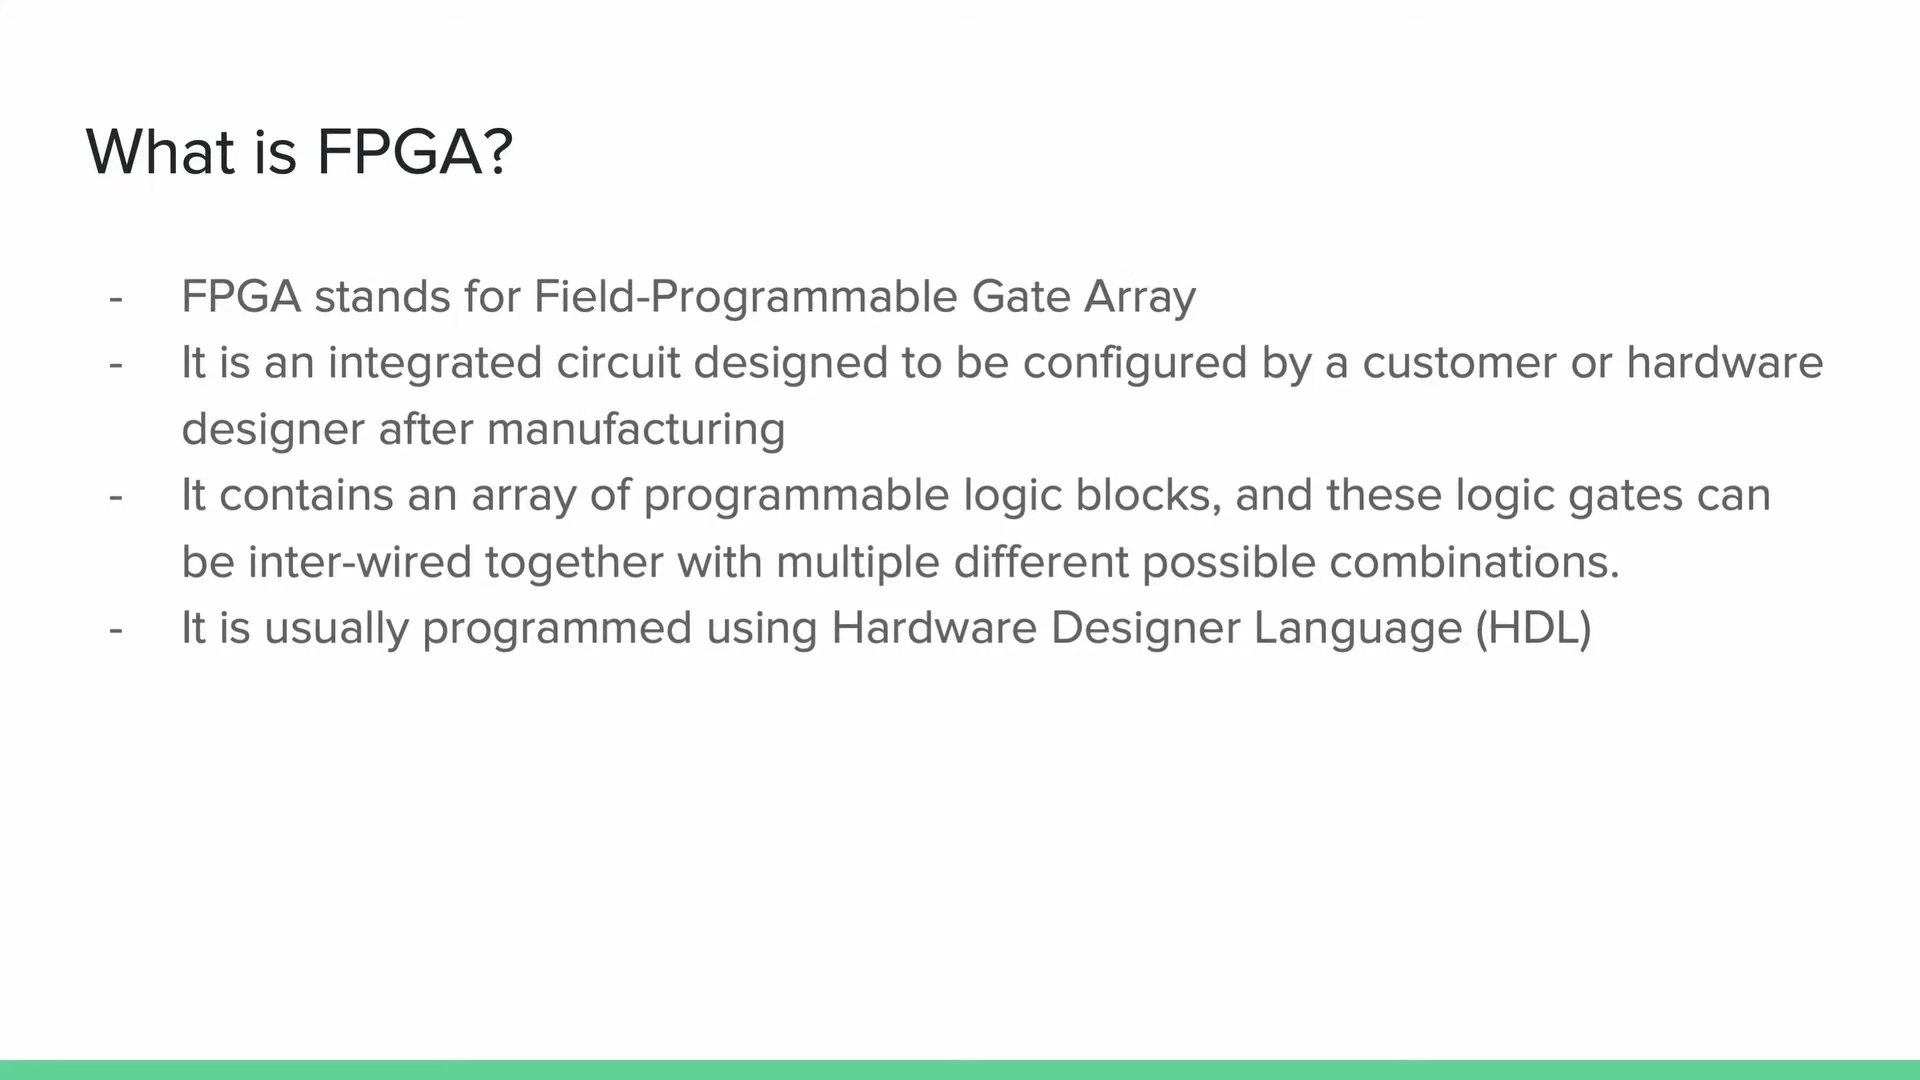 What is FPGA?
- FPGA stands for Field-Programmable Gate Array
- It is an integrated circuit designed to be configured by a customer or hardware
designer after manufacturing
- It contains an array of programmable logic blocks, and these logic gates can
be inter-wired together with multiple different possible combinations.
- It is usually programmed using Hardware Designer Language (HDL)